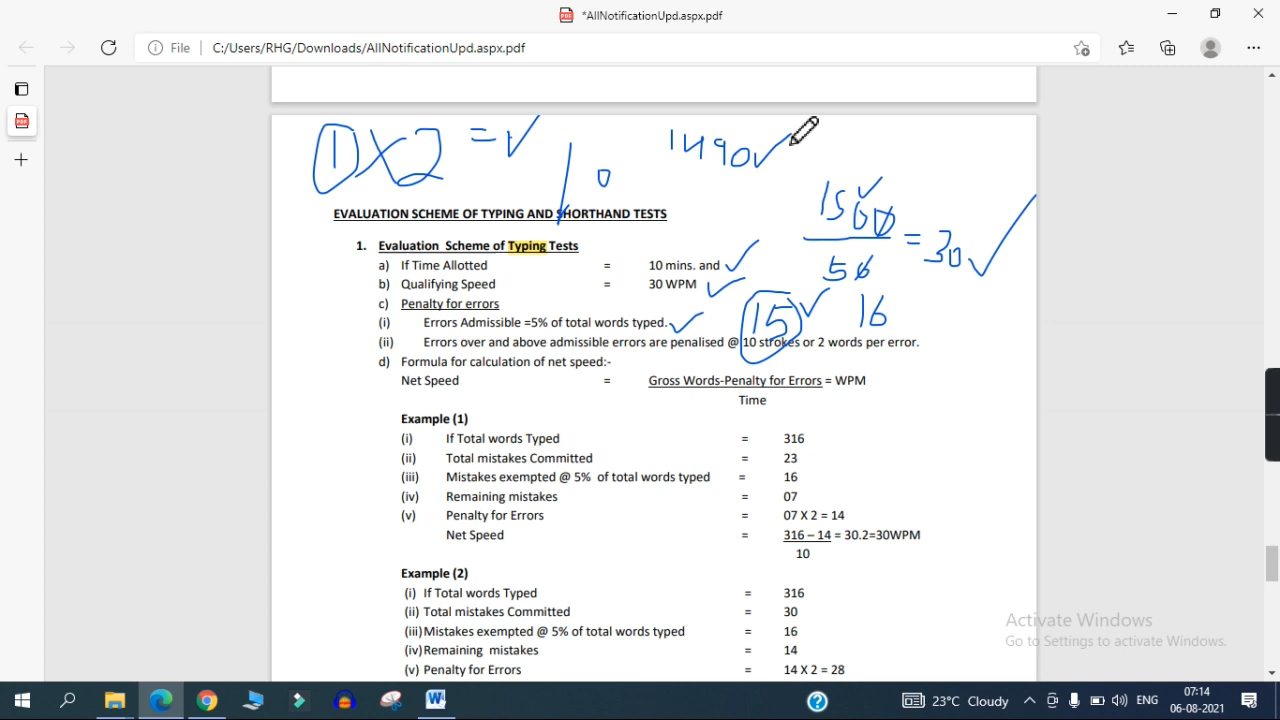 *AllNotificationUpd.aspx.pdf
File C:/Users/RHG/Downloads/AllNotificationUpd.aspx.pdf
1 X 2 = ✓ / 0 1490 ✓
EVALUATION SCHEME OF TYPING AND SHORTHAND TESTS
1500
50
= 30 ✓
15 ✓ 16
1. Evaluation Scheme of Typing Tests
a) If Time Allotted = 10 mins. and
b) Qualifying Speed = 30 WPM
c) Penalty for errors
(i) Errors Admissible =5% of total words typed.
(ii) Errors over and above admissible errors are penalised @ 10 strokes or 2 words per error.
d) Formula for calculation of net speed:-
Net Speed = Gross Words-Penalty for Errors = WPM
Time
Example (1)
(i) If Total words Typed = 316
(ii) Total mistakes Committed = 23
(iii) Mistakes exempted @ 5% of total words typed = 16
(iv) Remaining mistakes = 07
(v) Penalty for Errors = 07 X 2 = 14
Net Speed = 316 – 14 = 30.2=30WPM
10
Example (2)
(i) If Total words Typed = 316
(ii) Total mistakes Committed = 30
(iii) Mistakes exempted @ 5% of total words typed = 16
(iv) Remaining mistakes = 14
(v) Penalty for Errors = 14 X 2 = 28
Activate Windows
Go to Settings to activate Windows.
23°C Cloudy ENG 07:14
06-08-2021